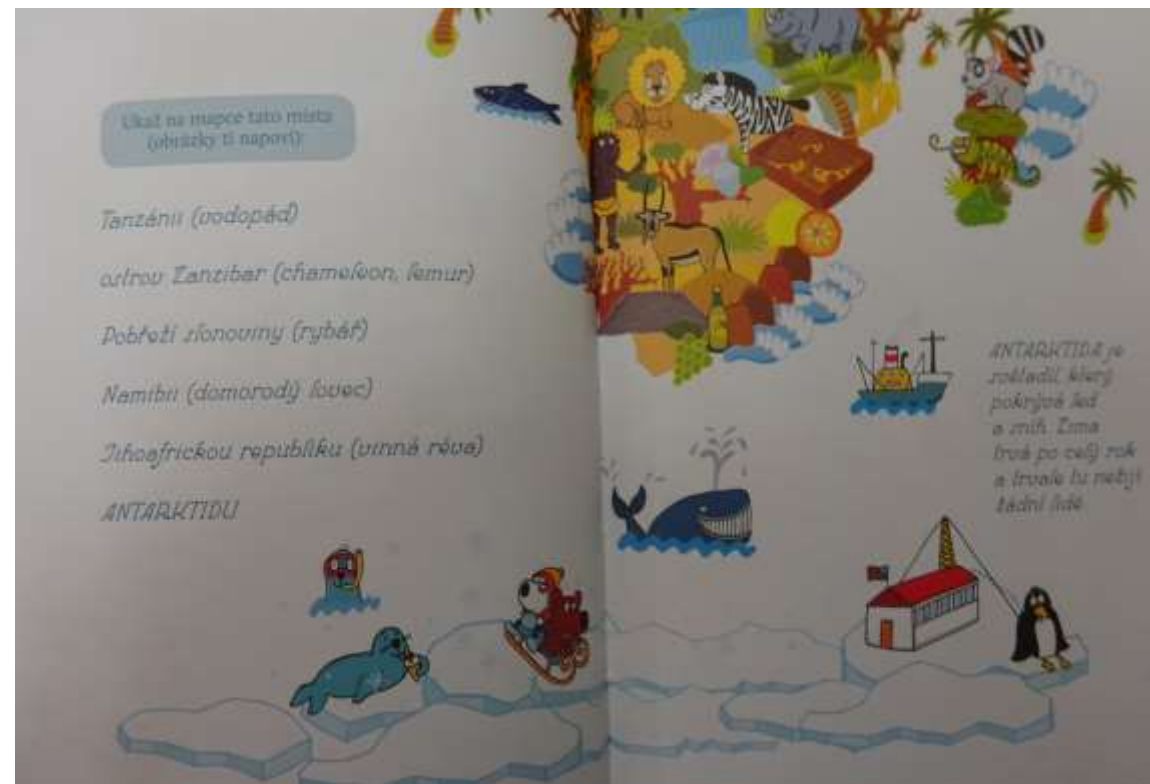 Ukaž na mapce tato místa
(obrázky ti napoví):
Tanzánii (vodopád)
ostrov Zanzibar (chameleon, lemur)
Pobřeží slonoviny (rybář)
Namibii (domorodý lovec)
Jihoafrickou republiku (vinná réva)
ANTARKTIDU
ANTARKTIDA je
světadíl, který
pokrývá led
a sníh. Zima
trvá po celý rok
a trvale tu nežijí
žádní lidé.